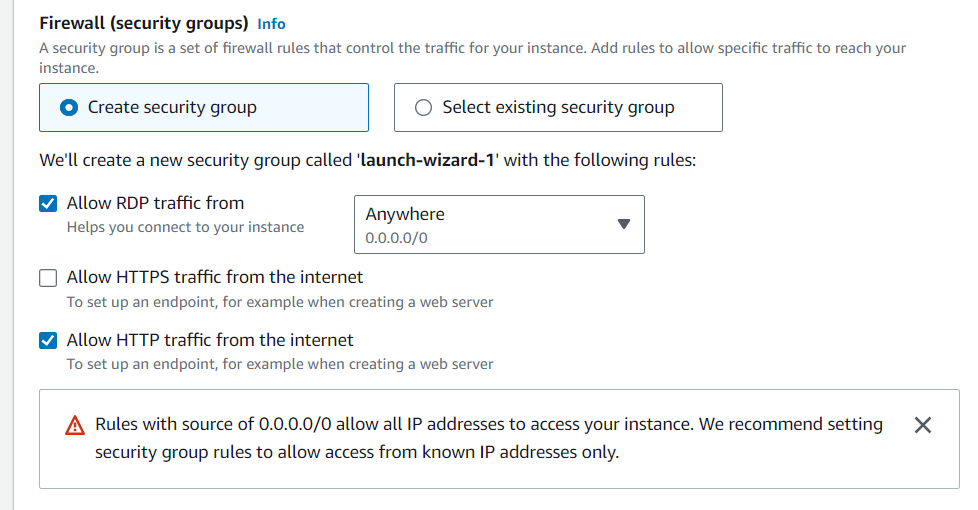 Firewall (security groups) Info
A security group is a set of firewall rules that control the traffic for your instance. Add rules to allow specific traffic to reach your
instance.
Create security group
Select existing security group
We'll create a new security group called 'launch-wizard-1' with the following rules:
Allow RDP traffic from
Helps you connect to your instance
Anywhere
0.0.0.0/0
Allow HTTPS traffic from the internet
To set up an endpoint, for example when creating a web server
Allow HTTP traffic from the internet
To set up an endpoint, for example when creating a web server
Rules with source of 0.0.0.0/0 allow all IP addresses to access your instance. We recommend setting
security group rules to allow access from known IP addresses only.